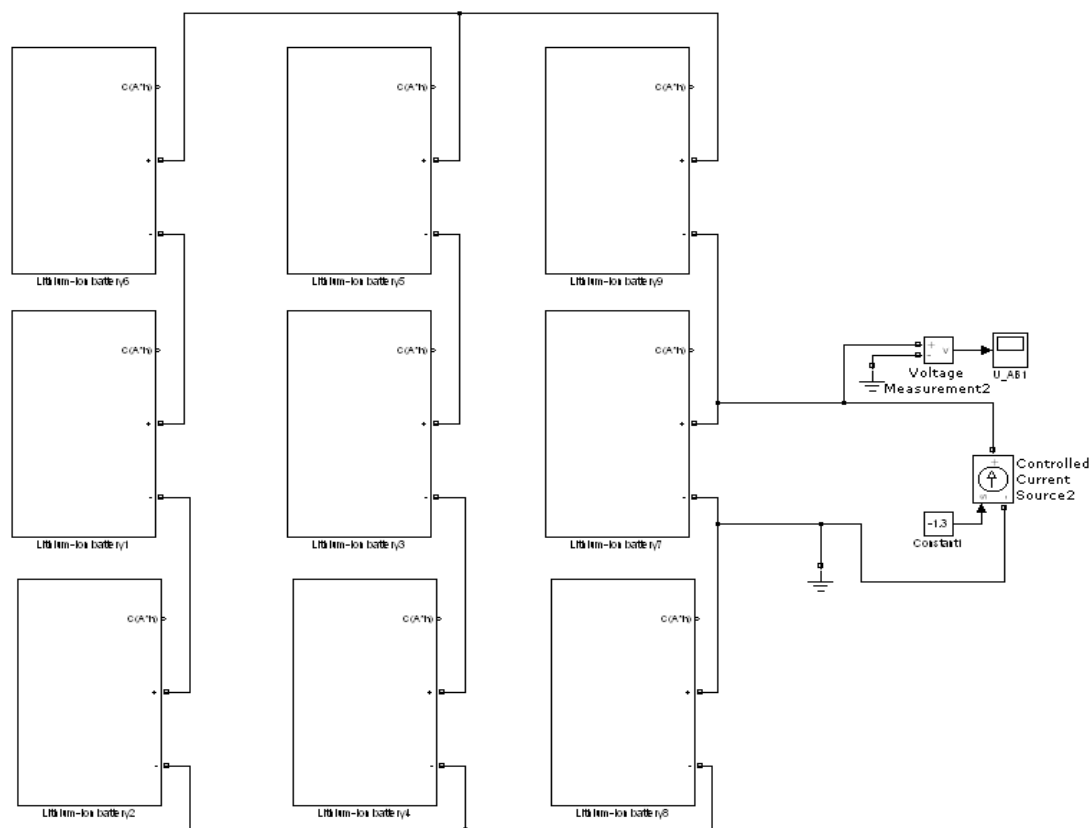 C(A*h)
+
-
Lithium-Ion battery6
C(A*h)
+
-
Lithium-Ion battery5
C(A*h)
+
-
Lithium-Ion battery9
C(A*h)
+
-
Lithium-Ion battery1
C(A*h)
+
-
Lithium-Ion battery3
C(A*h)
+
-
Lithium-Ion battery7
+
-
v
Voltage
Measurement2
U_AB1
Controlled
Current
Source2
+
-
-1.3
Constant1
C(A*h)
+
-
Lithium-Ion battery2
C(A*h)
+
-
Lithium-Ion battery4
C(A*h)
+
-
Lithium-Ion battery8